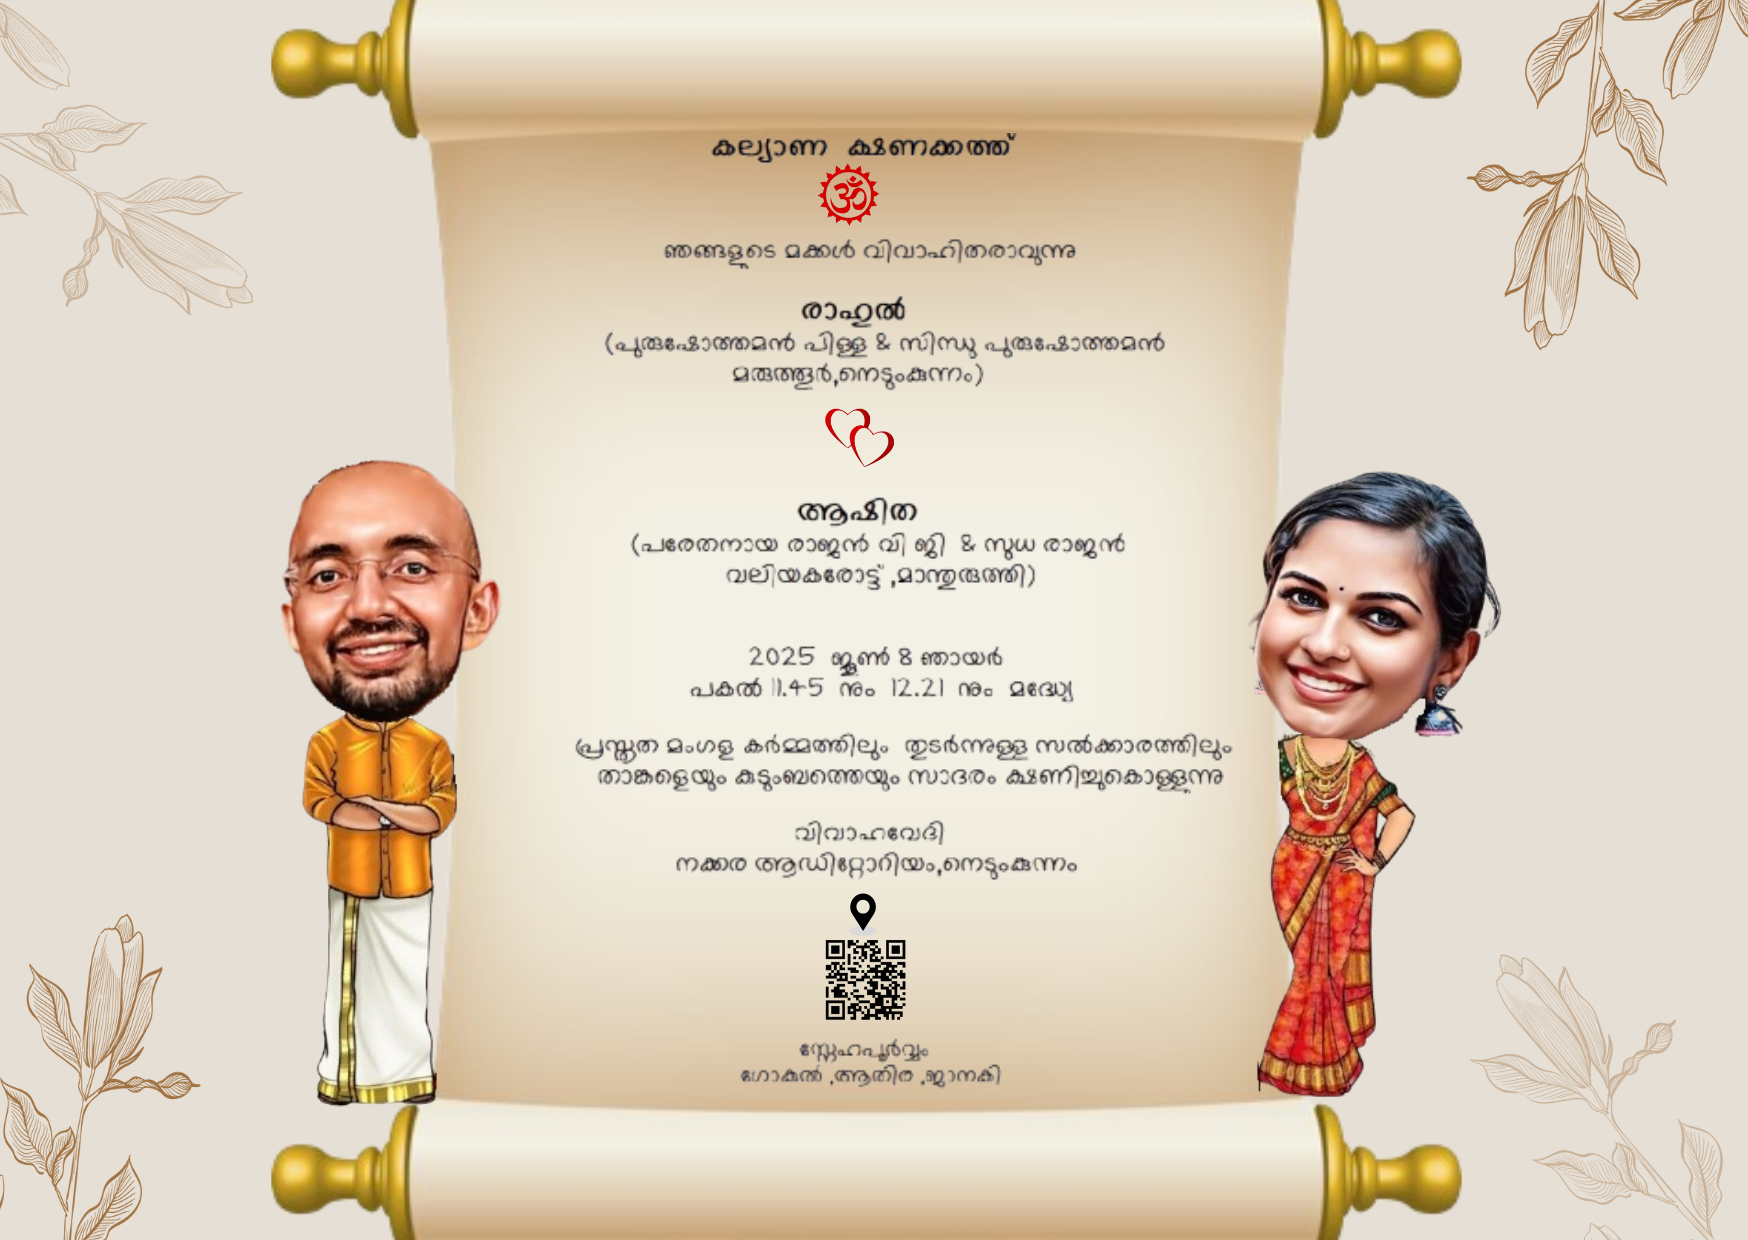 കല്യാണ ക്ഷണക്കത്ത്
ॐ
ഞങ്ങളുടെ മക്കൾ വിവാഹിതരാവുന്നു
രാഹുൽ
(പുരുഷോത്തമൻ പിള്ള & സിന്ധു പുരുഷോത്തമൻ
മരുത്തൂർ,നെടുംകുന്നം)
ആഷിത
(പരേതനായ രാജൻ വി ജി & സുധ രാജൻ
വലിയകരോട്ട് ,മാന്തുരുത്തി)
2025 ജൂൺ 8 ഞായർ
പകൽ 11.45 നും 12.21 നും മദ്ധ്യേ
പ്രസ്തുത മംഗള കർമ്മത്തിലും തുടർന്നുള്ള സൽക്കാരത്തിലും
താങ്കളെയും കുടുംബത്തെയും സാദരം ക്ഷണിച്ചുകൊള്ളുന്നു
വിവാഹവേദി
നക്കര ആഡിറ്റോറിയം,നെടുംകുന്നം
സ്നേഹപൂർവ്വം
ഗോകുൽ ,ആതിര ,ജാനകി